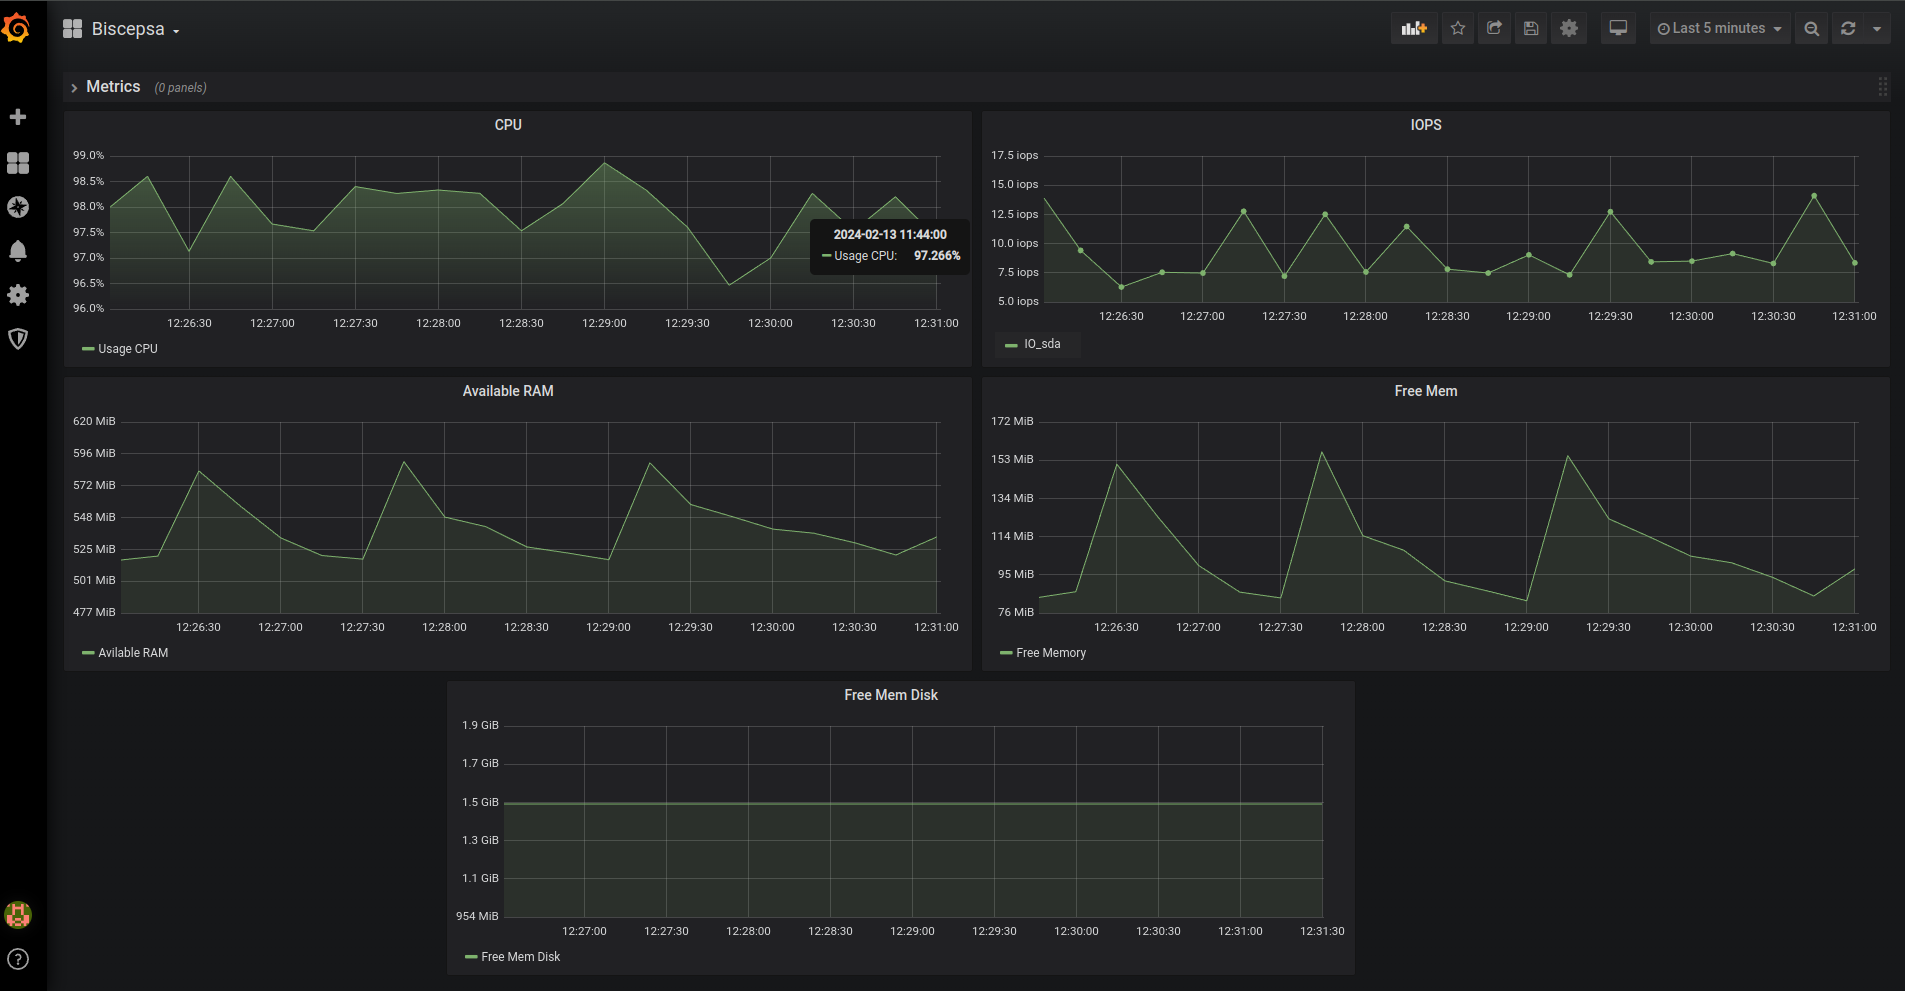 Biscepsa
Last 5 minutes
Metrics (0 panels)
CPU
99.0%
98.5%
98.0%
97.5%
97.0%
96.5%
96.0%
12:26:30 12:27:00 12:27:30 12:28:00 12:28:30 12:29:00 12:29:30 12:30:00 12:30:30 12:31:00
Usage CPU
2024-02-13 11:44:00
Usage CPU: 97.266%
IOPS
17.5 iops
15.0 iops
12.5 iops
10.0 iops
7.5 iops
5.0 iops
12:26:30 12:27:00 12:27:30 12:28:00 12:28:30 12:29:00 12:29:30 12:30:00 12:30:30 12:31:00
IO_sda
Available RAM
620 MiB
596 MiB
572 MiB
548 MiB
525 MiB
501 MiB
477 MiB
12:26:30 12:27:00 12:27:30 12:28:00 12:28:30 12:29:00 12:29:30 12:30:00 12:30:30 12:31:00
Avilable RAM
Free Mem
172 MiB
153 MiB
134 MiB
114 MiB
95 MiB
76 MiB
12:26:30 12:27:00 12:27:30 12:28:00 12:28:30 12:29:00 12:29:30 12:30:00 12:30:30 12:31:00
Free Memory
Free Mem Disk
1.9 GiB
1.7 GiB
1.5 GiB
1.3 GiB
1.1 GiB
954 MiB
12:27:00 12:27:30 12:28:00 12:28:30 12:29:00 12:29:30 12:30:00 12:30:30 12:31:00 12:31:30
Free Mem Disk